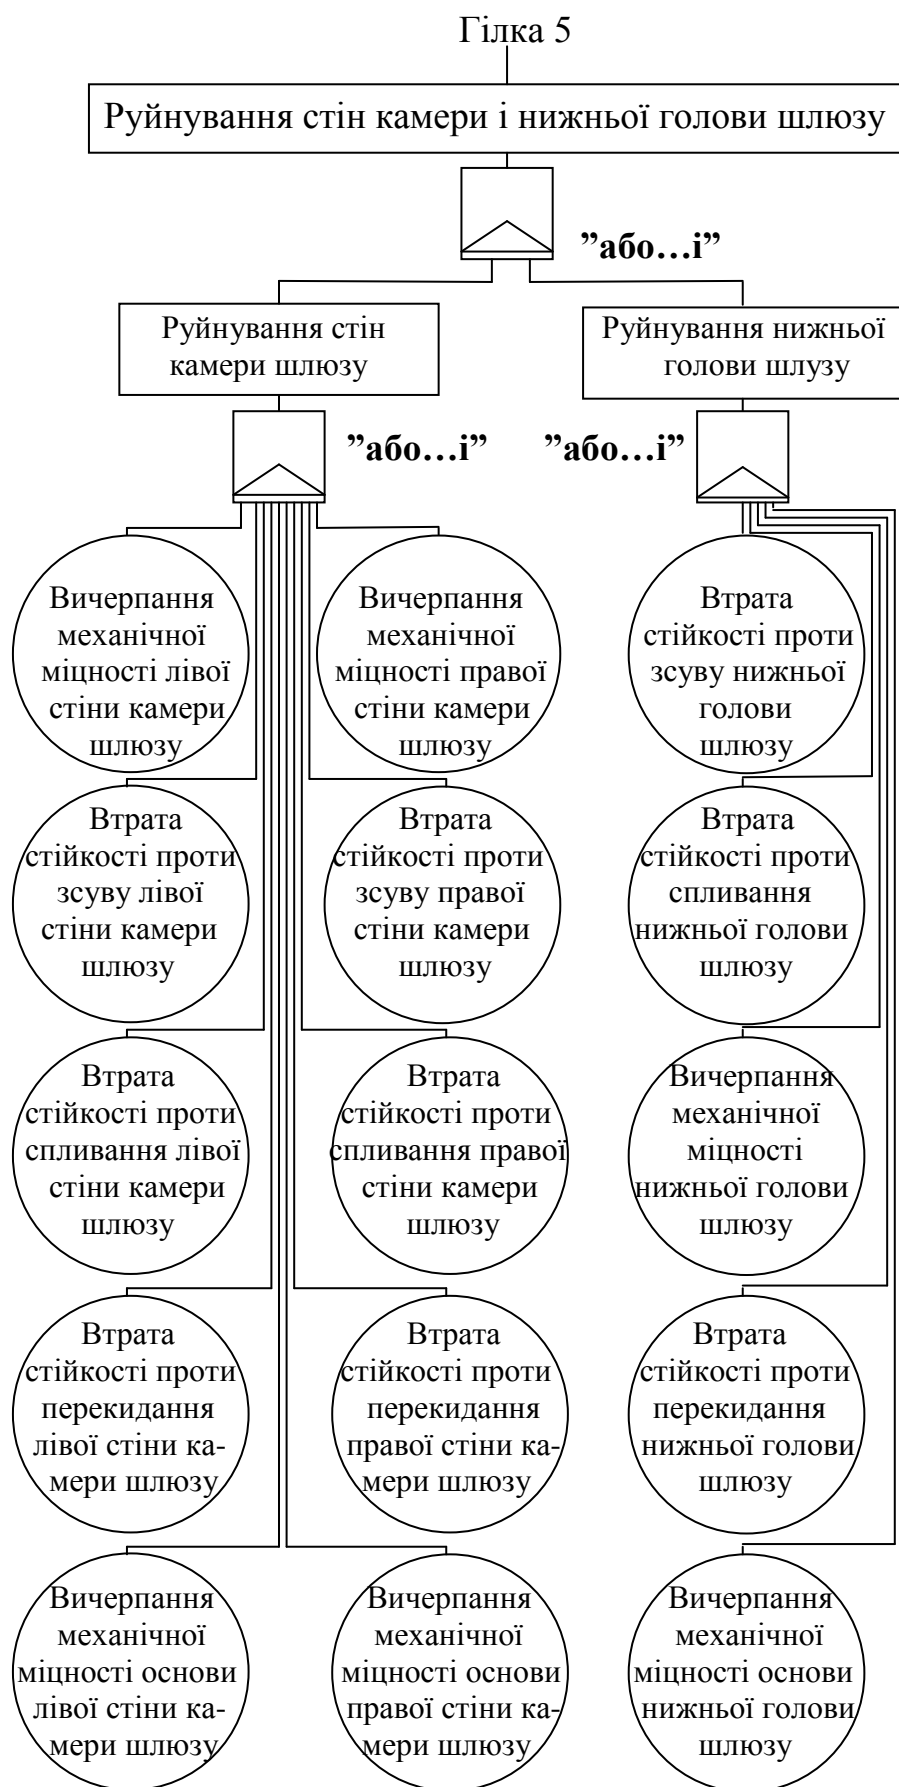 Гілка 5
Руйнування стін камери і нижньої голови шлюзу
”або…і”
Руйнування стін
камери шлюзу
Руйнування нижньої
голови шлузу
”або…і”
”або…і”
Вичерпання
механічної
міцності лівої
стіни камери
шлюзу
Вичерпання
механічної
міцності правої
стіни камери
шлюзу
Втрата
стійкості проти
зсуву нижньої
голови
шлюзу
Втрата
стійкості проти
зсуву лівої
стіни камери
шлюзу
Втрата
стійкості проти
зсуву правої
стіни камери
шлюзу
Втрата
стійкості проти
спливання
нижньої голови
шлюзу
Втрата
стійкості проти
спливання лівої
стіни камери
шлюзу
Втрата
стійкості проти
спливання правої
стіни камери
шлюзу
Вичерпання
механічної
міцності
нижньої голови
шлюзу
Втрата
стійкості проти
перекидання
лівої стіни ка-
мери шлюзу
Втрата
стійкості проти
перекидання
правої стіни ка-
мери шлюзу
Втрата
стійкості проти
перекидання
нижньої голови
шлюзу
Вичерпання
механічної
міцності основи
лівої стіни ка-
мери шлюзу
Вичерпання
механічної
міцності основи
правої стіни ка-
мери шлюзу
Вичерпання
механічної
міцності основи
нижньої голови
шлюзу